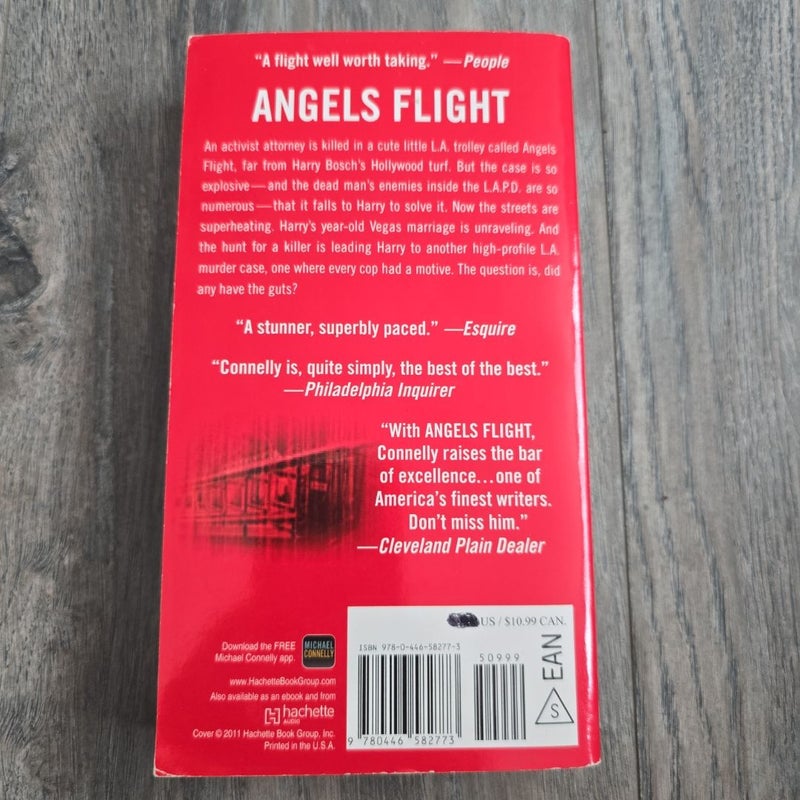 “A flight well worth taking.” —People
ANGELS FLIGHT
An activist attorney is killed in a cute little L.A. trolley called Angels
Flight, far from Harry Bosch's Hollywood turf. But the case is so
explosive—and the dead man's enemies inside the L.A.P.D. are so
numerous—that it falls to Harry to solve it. Now the streets are
superheating. Harry's year-old Vegas marriage is unraveling. And
the hunt for a killer is leading Harry to another high-profile L.A.
murder case, one where every cop had a motive. The question is, did
any have the guts?
“A stunner, superbly paced.” —Esquire
“Connelly is, quite simply, the best of the best.”
—Philadelphia Inquirer
“With ANGELS FLIGHT,
Connelly raises the bar
of excellence...one of
America's finest writers.
Don't miss him.”
—Cleveland Plain Dealer
Download the FREE
Michael Connelly app.
MICHAEL
CONNELLY
www.HachetteBookGroup.com
Also available as an ebook and from
hachette
AUDIO
Cover © 2011 Hachette Book Group, Inc.
Printed in the U.S.A.
US / $10.99 CAN.
ISBN 978-0-446-58277-3
50999
9 780446 582773
EAN
S